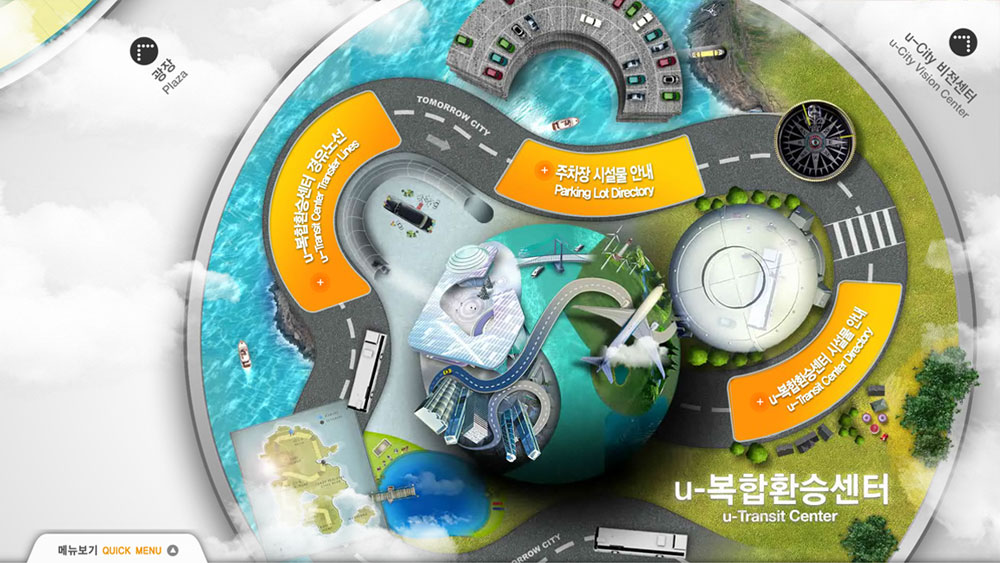 광장
Plaza
u-City 비전센터
u-City Vision Center
TOMORROW CITY
u-복합환승센터 경유노선
u-Transit Center Transfer Lines
주차장 시설물 안내
Parking Lot Directory
u-복합환승센터 시설물 안내
u-Transit Center Directory
u-복합환승센터
u-Transit Center
메뉴보기 QUICK MENU
TOMORROW CITY